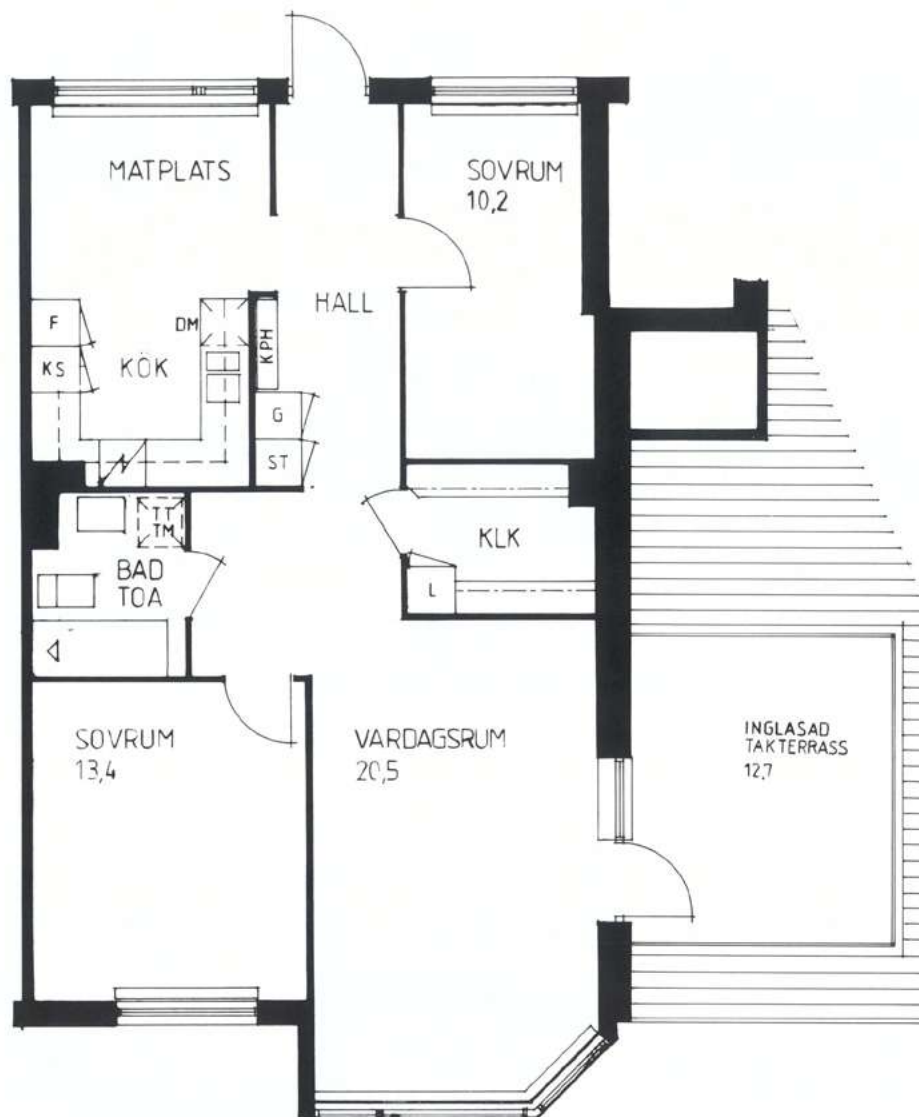 MATPLATS
SOVRUM
10,2
HALL
F
DM
KPH
KS
KÖK
G
ST
TT
TM
KLK
BAD
TOA
L
SOVRUM
13,4
VARDAGSRUM
20,5
INGLASAD
TAKTERRASS
12,7